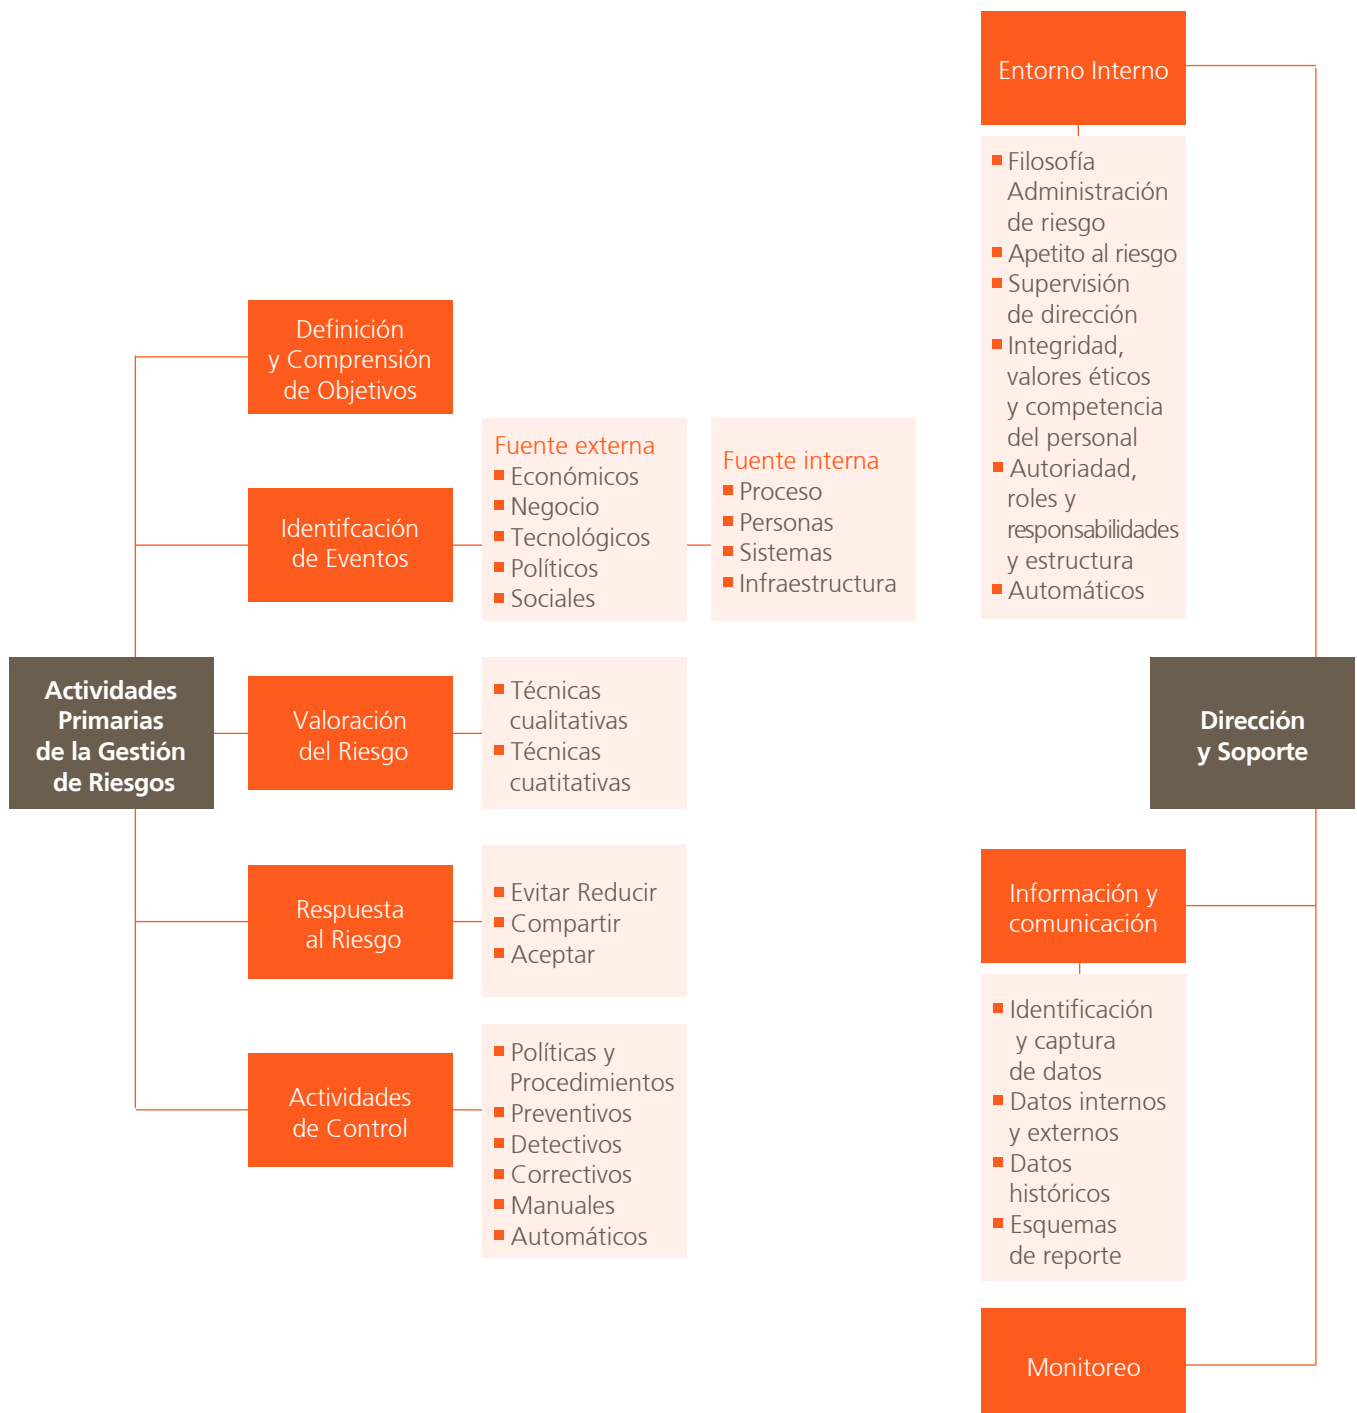 Actividades
Primarias
de la Gestión
de Riesgos
Definición
y Comprensión
de Objetivos
Identifcación
de Eventos
Fuente externa
Económicos
Negocio
Tecnológicos
Políticos
Sociales
Fuente interna
Proceso
Personas
Sistemas
Infraestructura
Valoración
del Riesgo
Técnicas
cualitativas
Técnicas
cuatitativas
Respuesta
al Riesgo
Evitar Reducir
Compartir
Aceptar
Actividades
de Control
Políticas y
Procedimientos
Preventivos
Detectivos
Correctivos
Manuales
Automáticos
Dirección
y Soporte
Entorno Interno
Filosofía
Administración
de riesgo
Apetito al riesgo
Supervisión
de dirección
Integridad,
valores éticos
y competencia
del personal
Autoriadad,
roles y
responsabilidades
y estructura
Automáticos
Información y
comunicación
Identificación
y captura
de datos
Datos internos
y externos
Datos
históricos
Esquemas
de reporte
Monitoreo